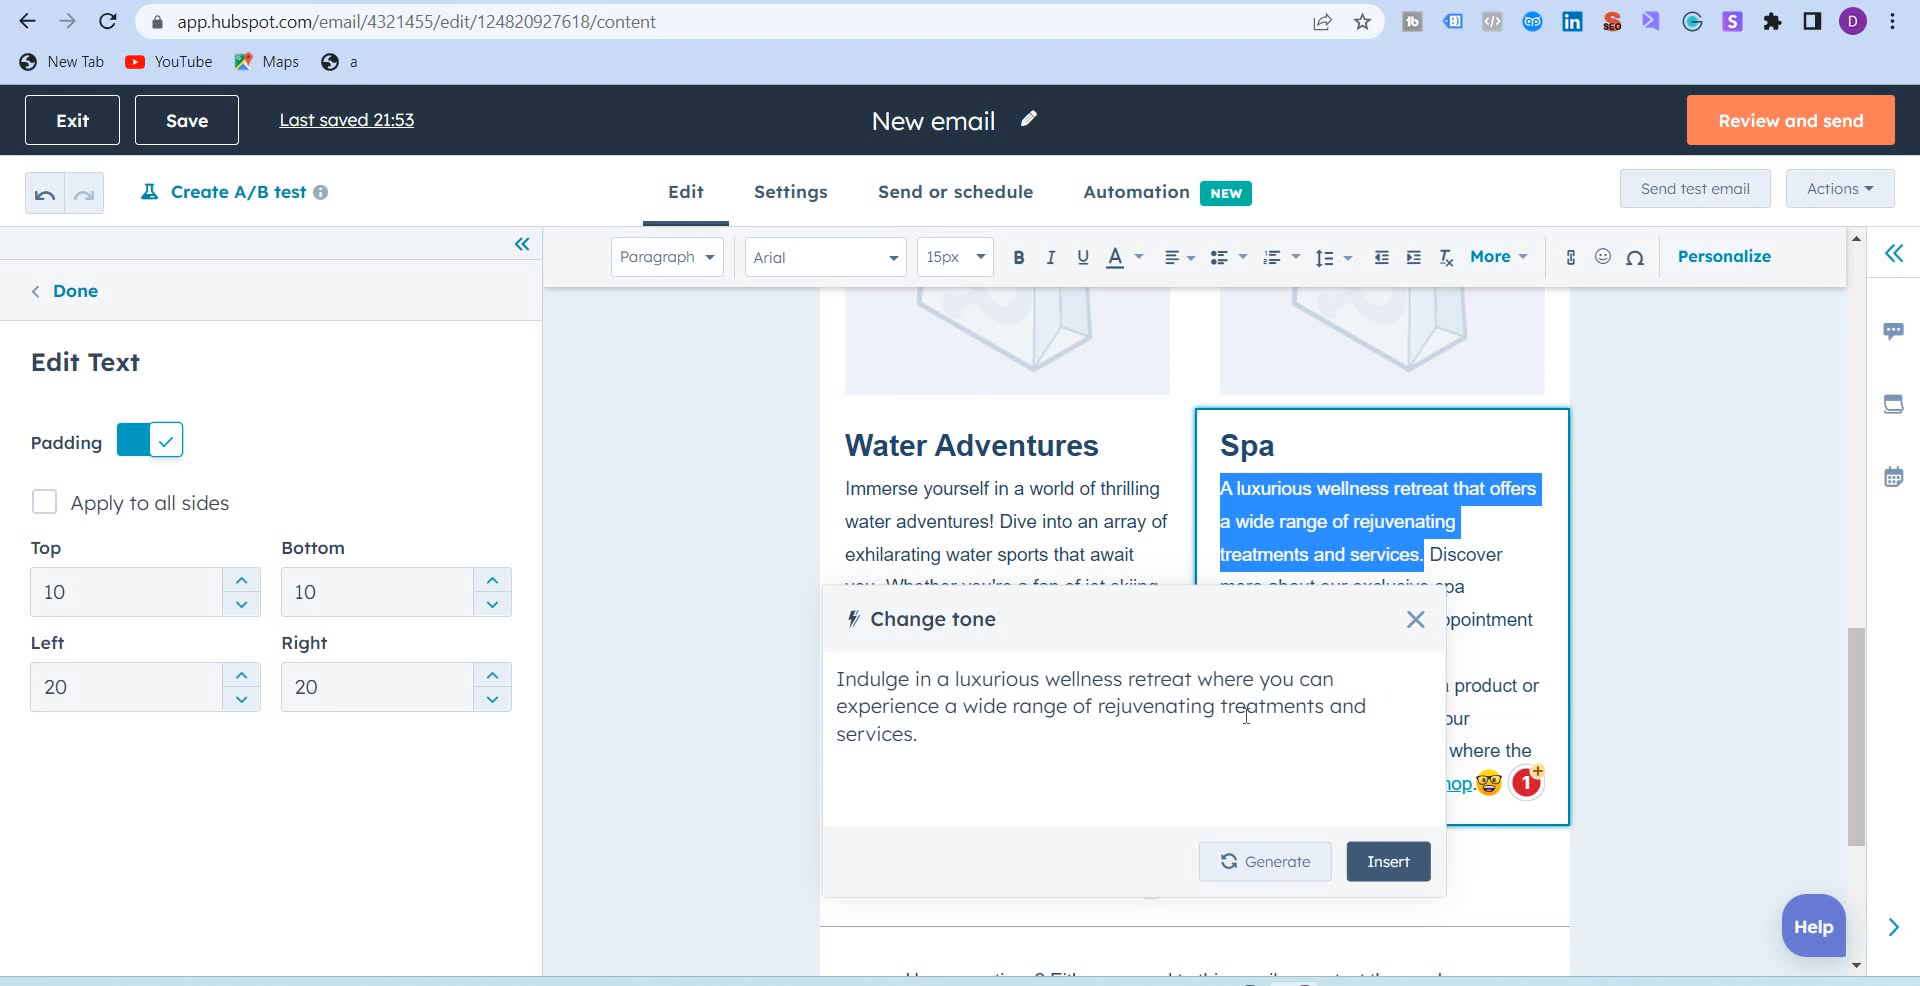 app.hubspot.com/email/4321455/edit/124820927618/content
New Tab YouTube Maps a
Exit Save Last saved 21:53 New email Review and send
Create A/B test Edit Settings Send or schedule Automation NEW Send test email Actions
Paragraph Arial 15px B I U A More Personalize
Done
Edit Text
Padding
Apply to all sides
Top Bottom
10 10
Left Right
20 20
Water Adventures
Immerse yourself in a world of thrilling
water adventures! Dive into an array of
exhilarating water sports that await
you. Whether you're a fan of jet skiing
Spa
A luxurious wellness retreat that offers
a wide range of rejuvenating
treatments and services. Discover
more about our exclusive spa
ppointment
product or
our
where the
hop.
1
Change tone
Indulge in a luxurious wellness retreat where you can
experience a wide range of rejuvenating treatments and
services.
Generate Insert
Help